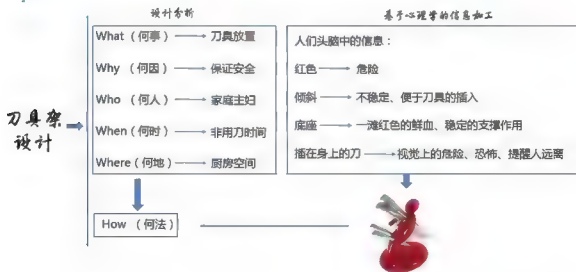 设计分析
基于心理学的信息加工
刀具架
设计
What（何事） 刀具放置
Why（何因） 保证安全
Who（何人） 家庭主妇
When（何时） 非用刀时间
Where（何地） 厨房空间
How （何法）
人们头脑中的信息：
红色 危险
倾斜 不稳定、便于刀具的插入
底座 一滩红色的鲜血、稳定的支撑作用
插在身上的刀 视觉上的危险、恐怖、提醒人远离